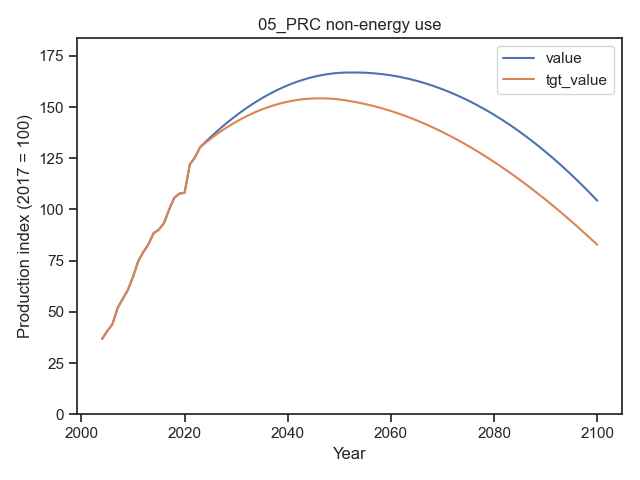 05_PRC non-energy use
value
tgt_value
Production index (2017 = 100)
175
150
125
100
75
50
25
0
2000
2020
2040
2060
2080
2100
Year